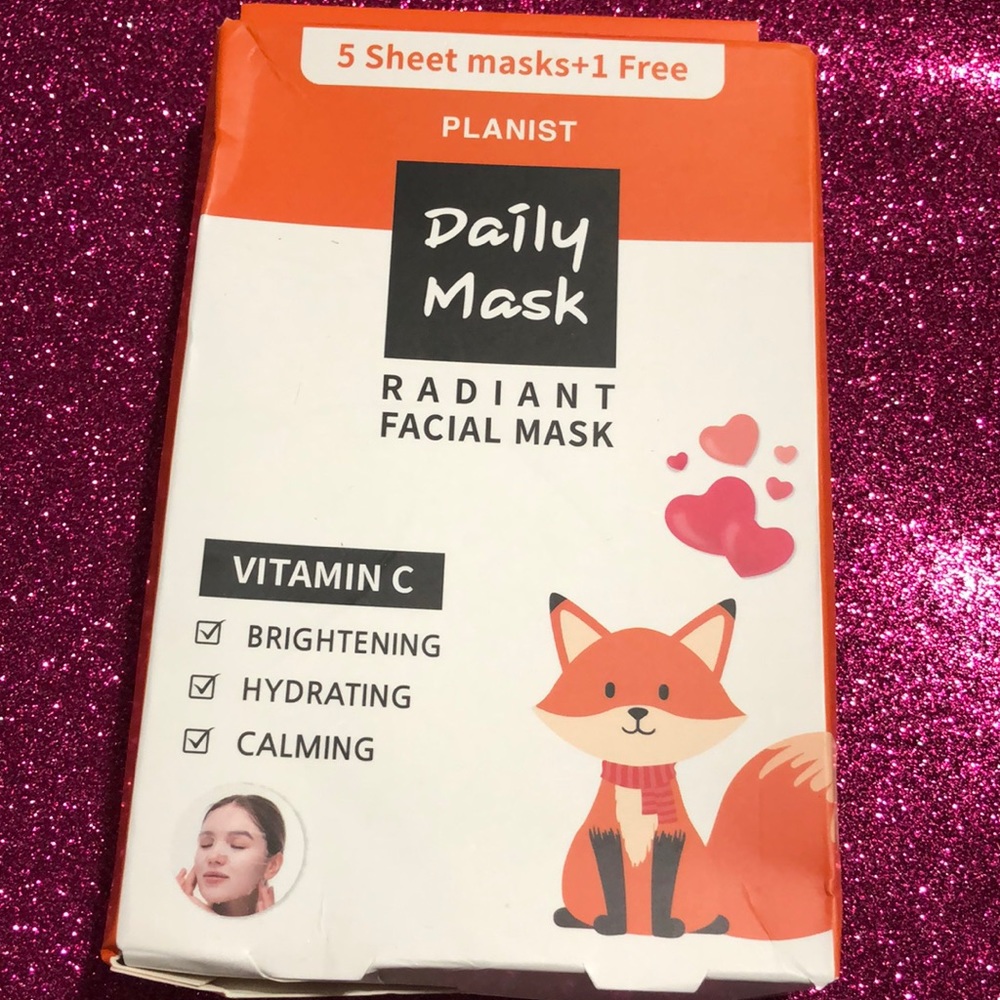 5 Sheet masks+1 Free
PLANIST
Daily
Mask
RADIANT
FACIAL MASK
VITAMIN C
BRIGHTENING
HYDRATING
CALMING